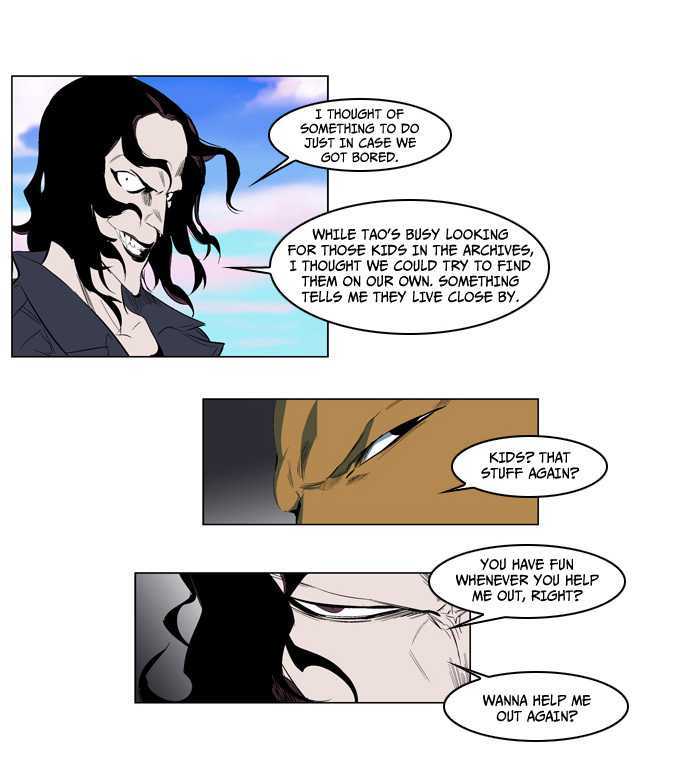 I THOUGHT OF
SOMETHING TO DO
JUST IN CASE WE
GOT BORED.
WHILE TAO'S BUSY LOOKING
FOR THOSE KIDS IN THE ARCHIVES,
I THOUGHT WE COULD TRY TO FIND
THEM ON OUR OWN. SOMETHING
TELLS ME THEY LIVE CLOSE BY.
KIDS? THAT
STUFF AGAIN?
YOU HAVE FUN
WHENEVER YOU HELP
ME OUT, RIGHT?
WANNA HELP ME
OUT AGAIN?